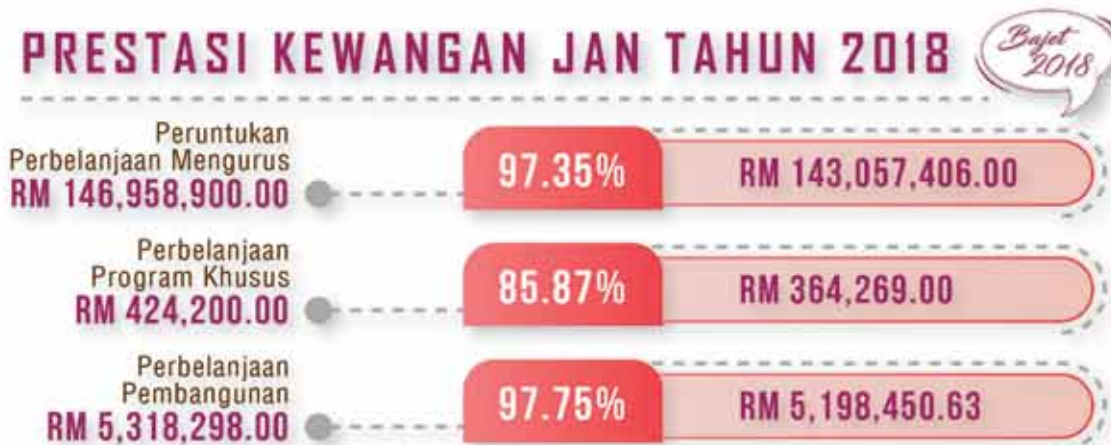 PRESTASI KEWANGAN JAN TAHUN 2018
Bajet
2018
Peruntukan
Perbelanjaan Mengurus
RM 146,958,900.00
97.35%
RM 143,057,406.00
Perbelanjaan
Program Khusus
RM 424,200.00
85.87%
RM 364,269.00
Perbelanjaan
Pembangunan
RM 5,318,298.00
97.75%
RM 5,198,450.63